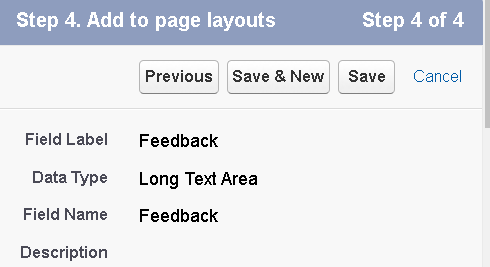 Step 4. Add to page layouts Step 4 of 4
Previous Save & New Save Cancel
Field Label Feedback
Data Type Long Text Area
Field Name Feedback
Description